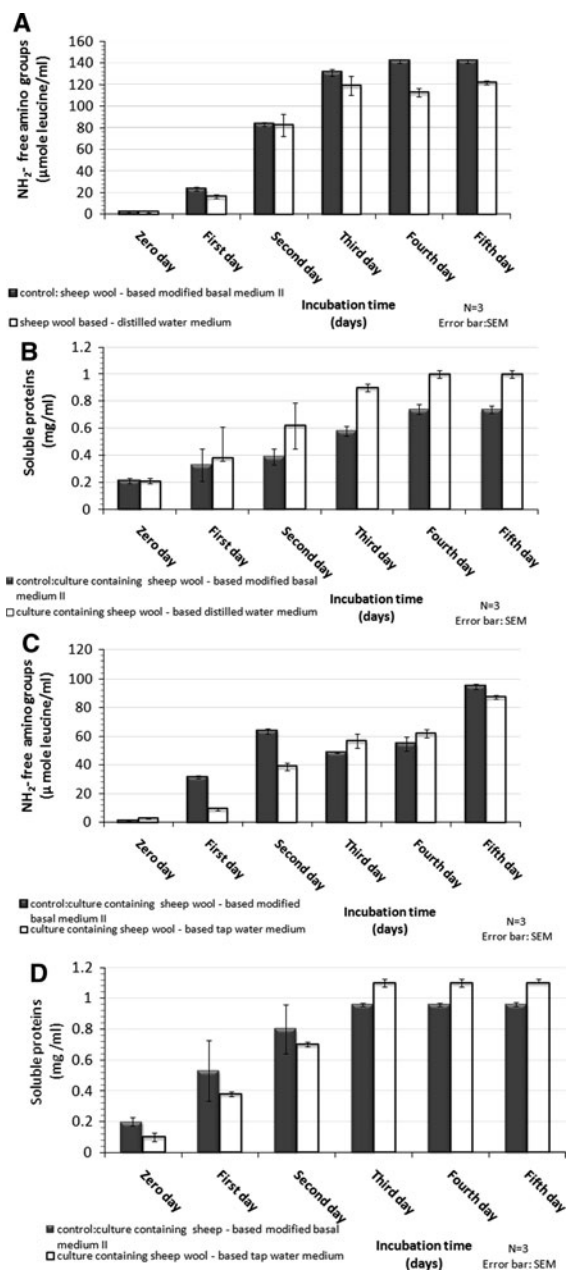 A
NH2- free amino groups
(µmole leucine/ml)
160
140
120
100
80
60
40
20
0
Zero day
First day
Second day
Third day
Fourth day
Fifth day
control: sheep wool - based modified basal medium II
sheep wool based - distilled water medium
Incubation time
(days)
N=3
Error bar:SEM
B
Soluble proteins
(mg/ml)
1.2
1
0.8
0.6
0.4
0.2
0
Zero day
First day
Second day
Third day
Fourth day
Fifth day
control:culture containing sheep wool - based modified basal
medium II
culture containing sheep wool - based distilled water medium
Incubation time
(days)
N=3
Error bar: SEM
C
NH2- free aminogroups
(µ mole leucine/ml)
120
100
80
60
40
20
0
Zero day
First day
Second day
Third day
Fourth day
Fifth day
control:culture containing sheep wool - based modified
basal medium II
culture containing sheep wool - based tap water medium
Incubation time
(days)
N=3
Error bar: SEM
D
Soluble proteins
(mg /ml)
1.2
1
0.8
0.6
0.4
0.2
0
Zero day
First day
Second day
Third day
Fourth day
Fifth day
control:culture containing sheep - based modified basal
medium II
culture containing sheep wool - based tap water medium
Incubation time
(days)
N=3
Error bar: SEM